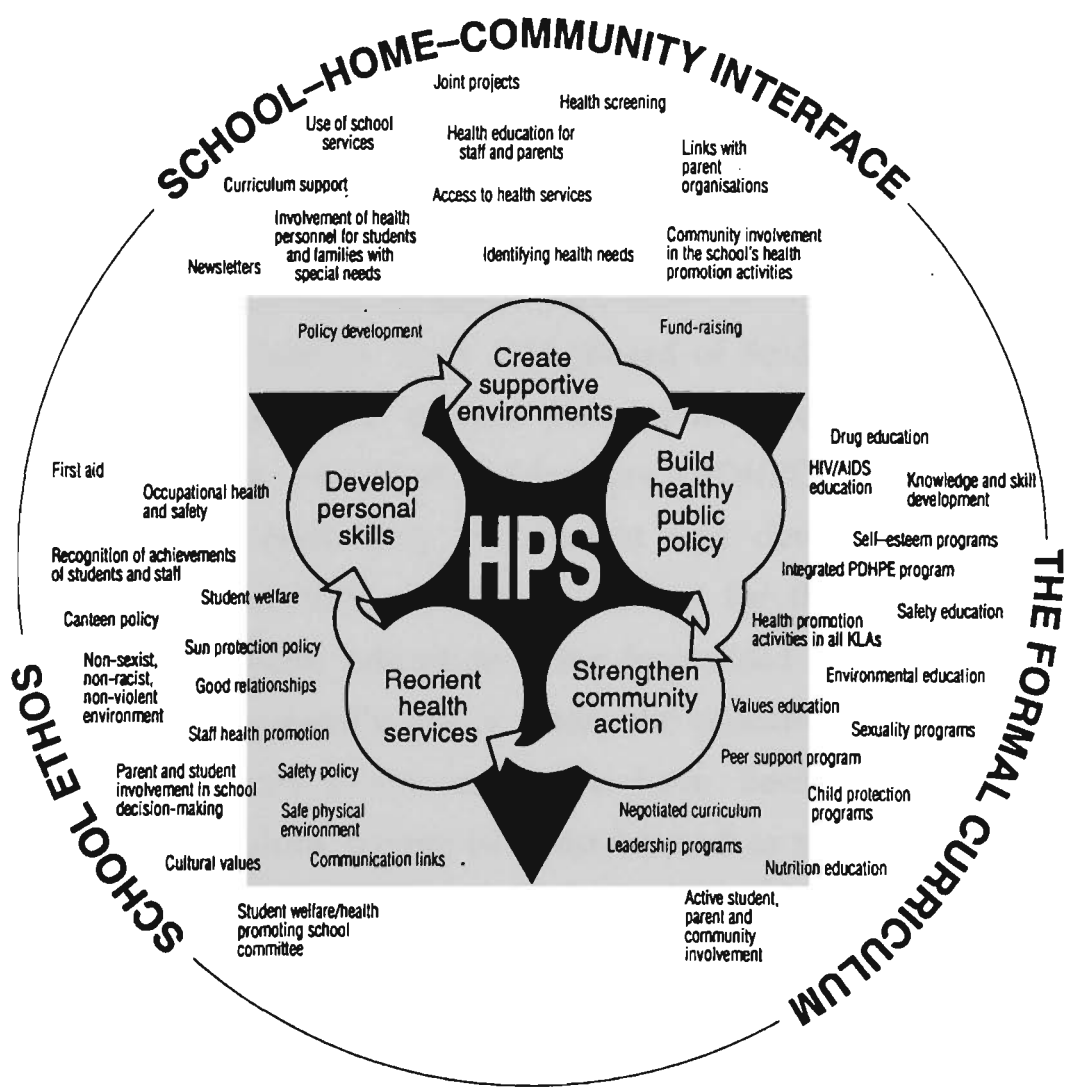 SCHOOL–HOME–COMMUNITY INTERFACE
Joint projects
Health screening
Use of school
services
Health education for
staff and parents
Links with
parent
organisations
Curriculum support
Access to health services
Involvement of health
personnel for students
and families with
special needs
Newsletters
Identifying health needs
Community involvement
in the school's health
promotion activities
Policy development
Fund-raising
Create
supportive
environments
Build
healthy
public
policy
Strengthen
community
action
Reorient
health
services
Develop
personal
skills
HPS
THE FORMAL CURRICULUM
Drug education
HIV/AIDS
education
Knowledge and skill
development
Self–esteem programs
Integrated PDHPE program
Health promotion
activities in all KLAs
Safety education
Environmental education
Values education
Sexuality programs
Peer support program
Child protection
programs
Negotiated curriculum
Leadership programs
Nutrition education
Active student,
parent and
community
involvement
SCHOOL ETHOS
First aid
Occupational health
and safety
Recognition of achievements
of students and staff
Student welfare
Canteen policy
Sun protection policy
Non-sexist,
non-racist,
non-violent
environment
Good relationships
Staff health promotion
Parent and student
involvement in school
decision-making
Safety policy
Safe physical
environment
Cultural values
Communication links
Student welfare/health
promoting school
committee